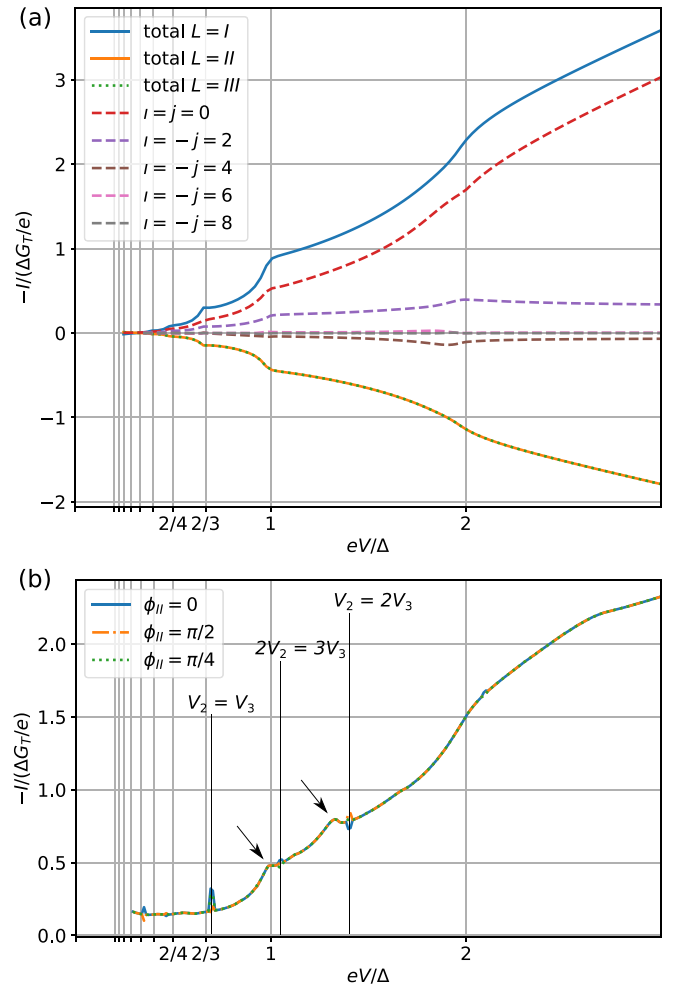 (a)
total L = I
total L = II
total L = III
ı = j = 0
ı = −j = 2
ı = −j = 4
ı = −j = 6
ı = −j = 8
−I/(ΔG_T/e)
3
2
1
0
−1
−2
2/4 2/3 1 2
eV/Δ
(b)
ϕ_II = 0
ϕ_II = π/2
ϕ_II = π/4
V_2 = 2V_3
2V_2 = 3V_3
V_2 = V_3
−I/(ΔG_T/e)
2.0
1.5
1.0
0.5
0.0
2/4 2/3 1 2
eV/Δ